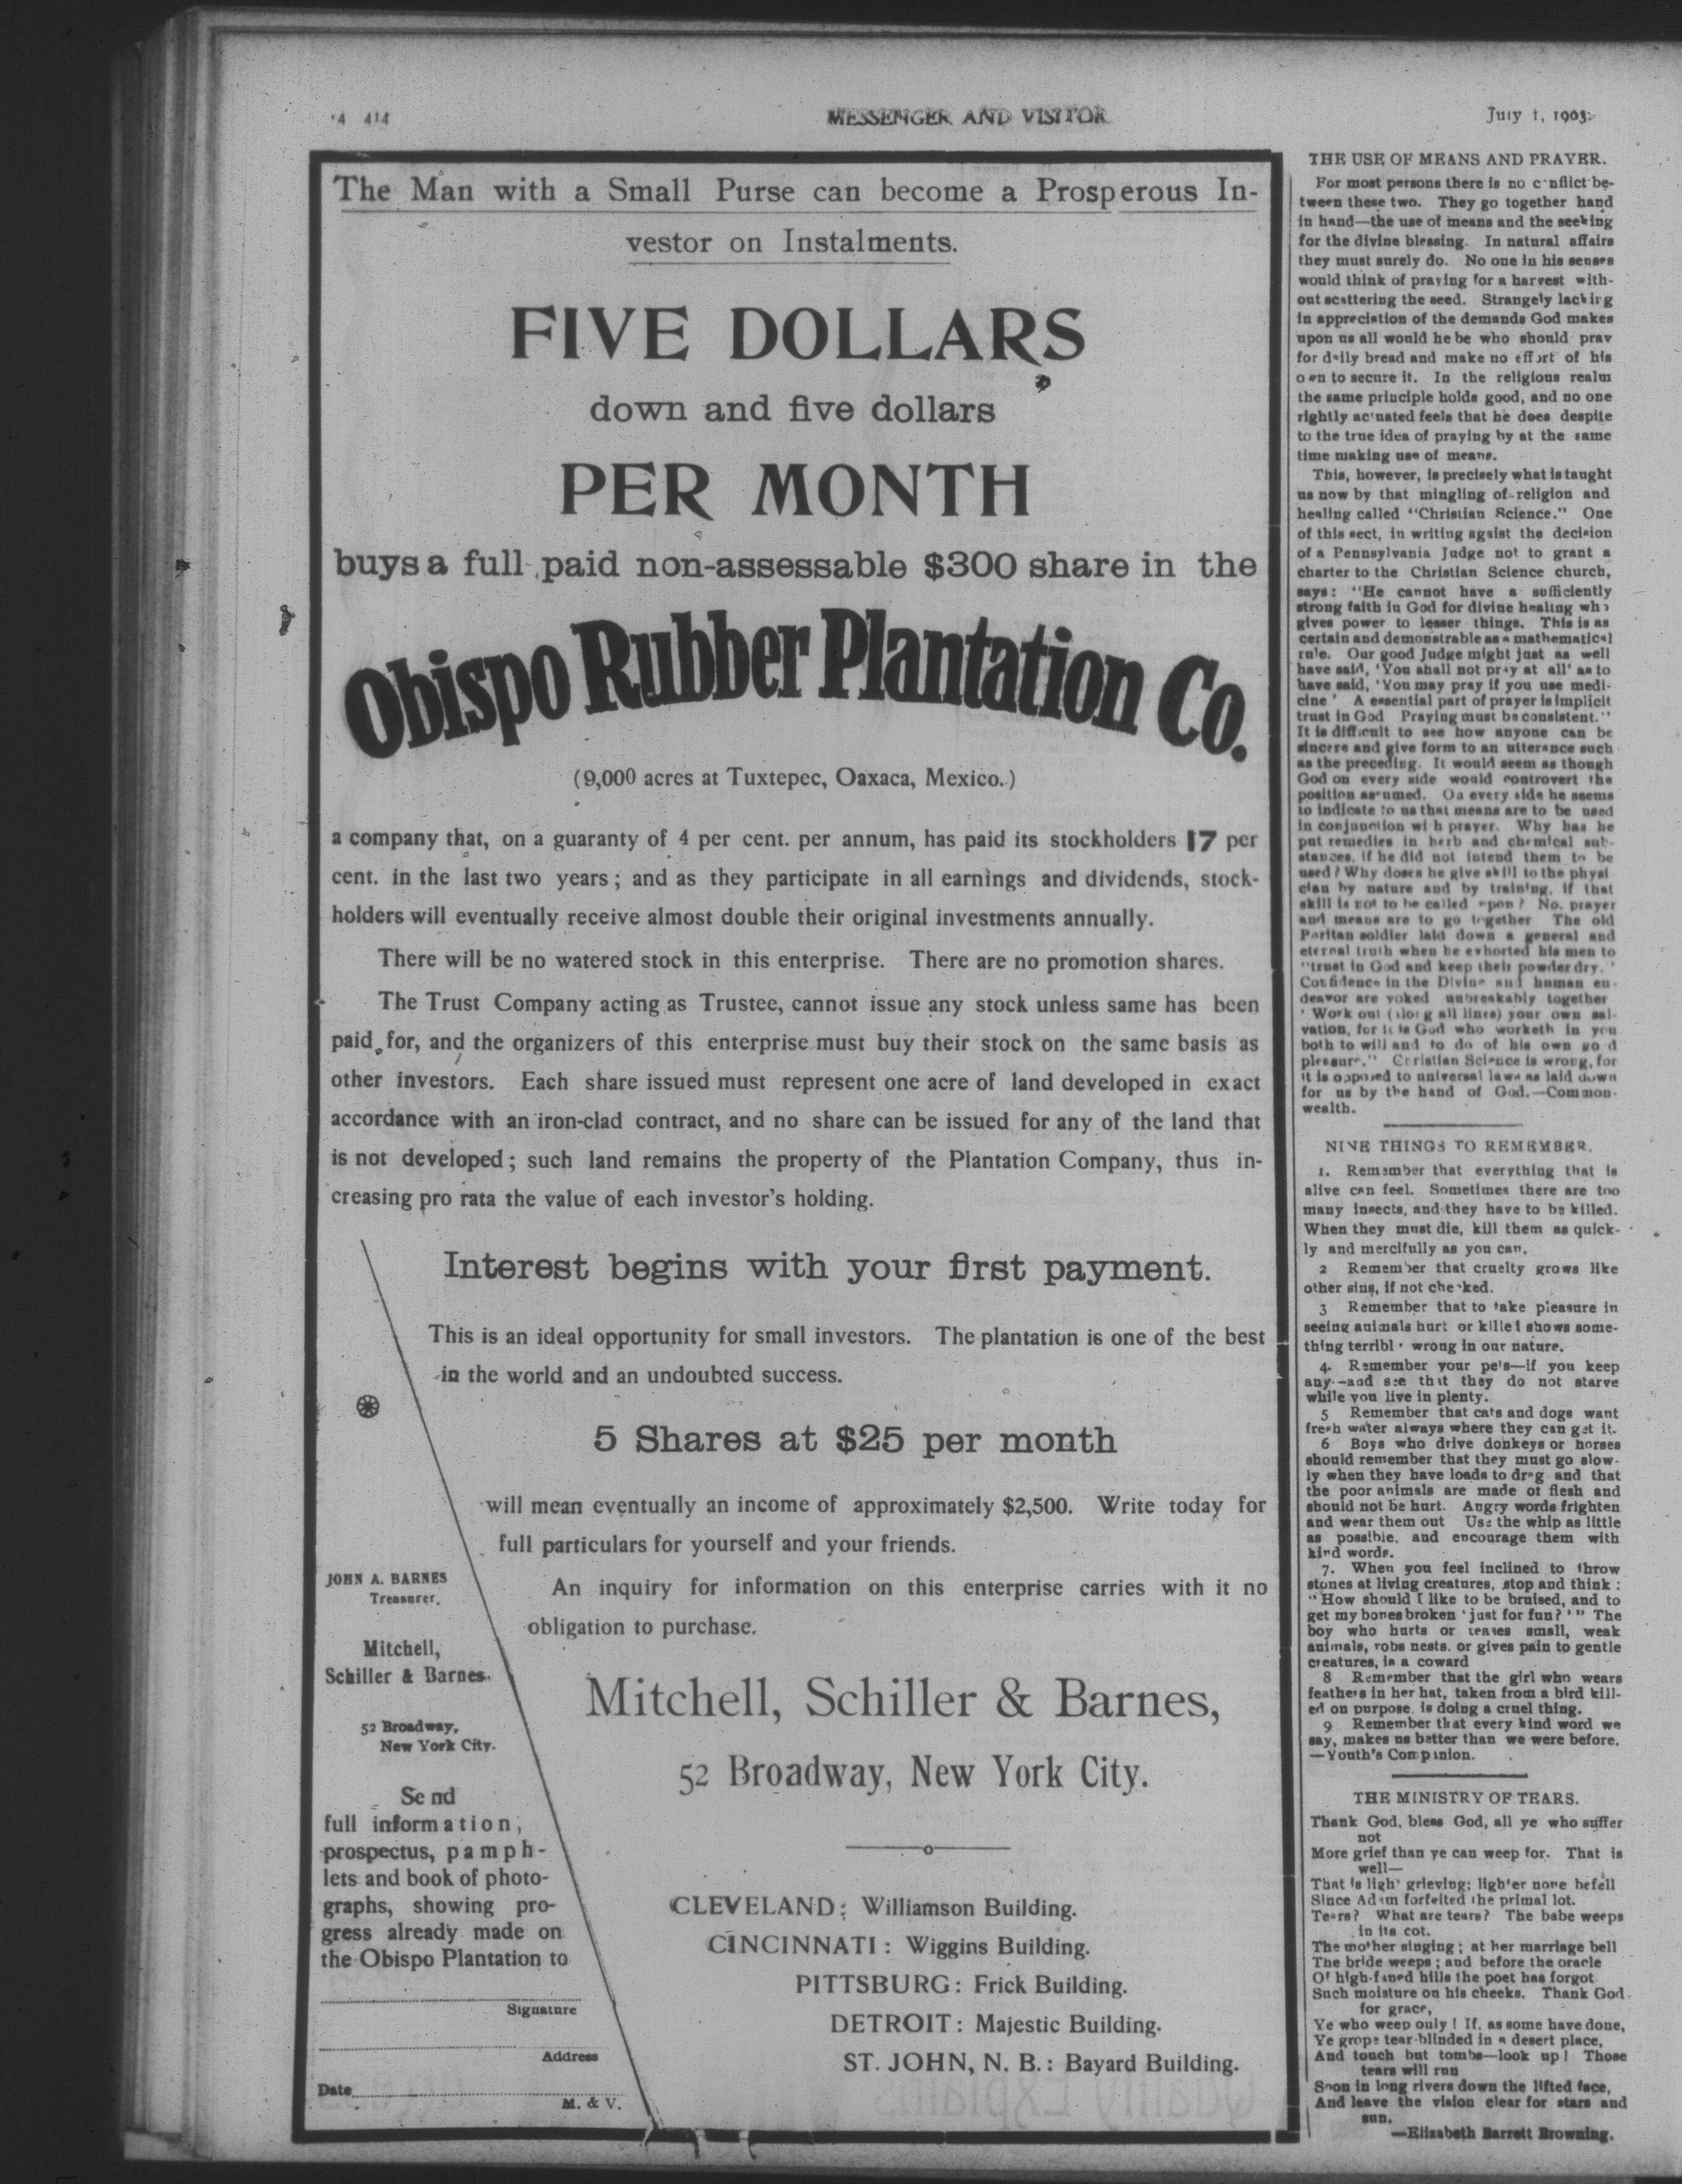 14 414
MESSENGER AND VISITOR
July 1, 1903.
The Man with a Small Purse can become a Prosperous In-
vestor on Instalments.
FIVE DOLLARS
down and five dollars
PER MONTH
buys a full paid non-assessable $300 share in the
Obispo Rubber Plantation Co.
(9,000 acres at Tuxtepec, Oaxaca, Mexico.)
a company that, on a guaranty of 4 per cent. per annum, has paid its stockholders 17 per
cent. in the last two years; and as they participate in all earnings and dividends, stock-
holders will eventually receive almost double their original investments annually.
There will be no watered stock in this enterprise. There are no promotion shares.
The Trust Company acting as Trustee, cannot issue any stock unless same has been
paid for, and the organizers of this enterprise must buy their stock on the same basis as
other investors. Each share issued must represent one acre of land developed in exact
accordance with an iron-clad contract, and no share can be issued for any of the land that
is not developed; such land remains the property of the Plantation Company, thus in-
creasing pro rata the value of each investor's holding.
Interest begins with your first payment.
This is an ideal opportunity for small investors. The plantation is one of the best
in the world and an undoubted success.
5 Shares at $25 per month
will mean eventually an income of approximately $2,500. Write today for
full particulars for yourself and your friends.
An inquiry for information on this enterprise carries with it no
obligation to purchase.
Mitchell, Schiller & Barnes,
52 Broadway, New York City.
CLEVELAND: Williamson Building.
CINCINNATI: Wiggins Building.
PITTSBURG: Frick Building.
DETROIT: Majestic Building.
ST. JOHN, N. B.: Bayard Building.
JOHN A. BARNES
Treasurer.
Mitchell,
Schiller & Barnes.
52 Broadway,
New York City.
Send
full information,
prospectus, pamph-
lets and book of photo-
graphs, showing pro-
gress already made on
the Obispo Plantation to
Signature
Address
Date
M. & V.
THE USE OF MEANS AND PRAYER.
For most persons there is no c nflict be-
tween these two. They go together hand
in hand—the use of means and the seeking
for the divine blessing. In natural affairs
they must surely do. No one in his senses
would think of praying for a harvest with-
out scattering the seed. Strangely lacking
in appreciation of the demands God makes
upon us all would he be who should pray
for daily bread and make no effort of his
own to secure it. In the religious realm
the same principle holds good, and no one
rightly ac'uated feels that he does despite
to the true idea of praying by at the same
time making use of means.
This, however, is precisely what is taught
us now by that mingling of religion and
healing called "Christian Science." One
of this sect, in writing agaist the decision
of a Pennsylvania Judge not to grant a
charter to the Christian Science church,
says: "He cannot have a sufficiently
strong faith in God for divine healing who
gives power to lesser things. This is as
certain and demonstrable as a mathematical
rule. Our good Judge might just as well
have said, 'You shall not pray at all' as to
have said, 'You may pray if you use medi-
cine' A essential part of prayer is implicit
trust in God Praying must be consistent."
It is difficult to see how anyone can be
sincere and give form to an utterance such
as the preceding. It would seem as though
God on every side would controvert the
position assumed. On every side he seems
to indicate to us that means are to be used
in conjunction wi h prayer. Why has he
put remedies in herb and chemical sub-
stances, if he did not intend them to be
used? Why doses he give skill to the physi
cian by nature and by training, if that
skill is not to be called upon? No, prayer
and means are to go together The old
Puritan soldier laid down a general and
eternal truth when he exhorted his men to
"trust in God and keep their powder dry."
Confidence in the Divine and human en-
deavor are yoked unbreakably together
'Work out (along all lines) your own sal-
vation, for it is God who worketh in you
both to will and to do of his own go d
pleasure." Christian Science is wrong, for
it is opposed to universal laws as laid down
for us by the hand of God.—Common-
wealth.
NINE THINGS TO REMEMBER.
1. Remember that everything that is
alive can feel. Sometimes there are too
many insects, and they have to be killed.
When they must die, kill them as quick-
ly and mercifully as you can.
2 Remember that cruelty grows like
other sins, if not checked.
3 Remember that to take pleasure in
seeing animals hurt or killed shows some-
thing terribl wrong in our nature.
4. Remember your pe's—if you keep
any—and see that they do not starve
while you live in plenty.
5 Remember that cats and dogs want
fresh water always where they can get it.
6 Boys who drive donkeys or horses
should remember that they must go slow-
ly when they have loads to drag and that
the poor animals are made of flesh and
should not be hurt. Angry words frighten
and wear them out Use the whip as little
as possible, and encourage them with
kind words.
7. When you feel inclined to throw
stones at living creatures, stop and think:
"How should I like to be bruised, and to
get my bones broken 'just for fun?'" The
boy who hurts or teases small, weak
animals, robs nests, or gives pain to gentle
creatures, is a coward
8 Remember that the girl who wears
feathers in her hat, taken from a bird kill-
ed on purpose, is doing a cruel thing.
9 Remember that every kind word we
say, makes us better than we were before.
—Youth's Companion.
THE MINISTRY OF TEARS.
Thank God, bless God, all ye who suffer
not
More grief than ye can weep for. That is
well—
That is ligh' grieving; ligh'er none befell
Since Adam forfeited the primal lot.
Tears? What are tears? The babe weeps
in its cot.
The mother singing; at her marriage bell
The bride weeps; and before the oracle
Of high-faned hills the poet has forgot
Such moisture on his cheeks. Thank God
for grace,
Ye who weep only! If, as some have done,
Ye grope tear-blinded in a desert place,
And touch but tombs—look up! Those
tears will run
Soon in long rivers down the lifted face,
And leave the vision clear for stars and
sun.
—Elizabeth Barrett Browning.